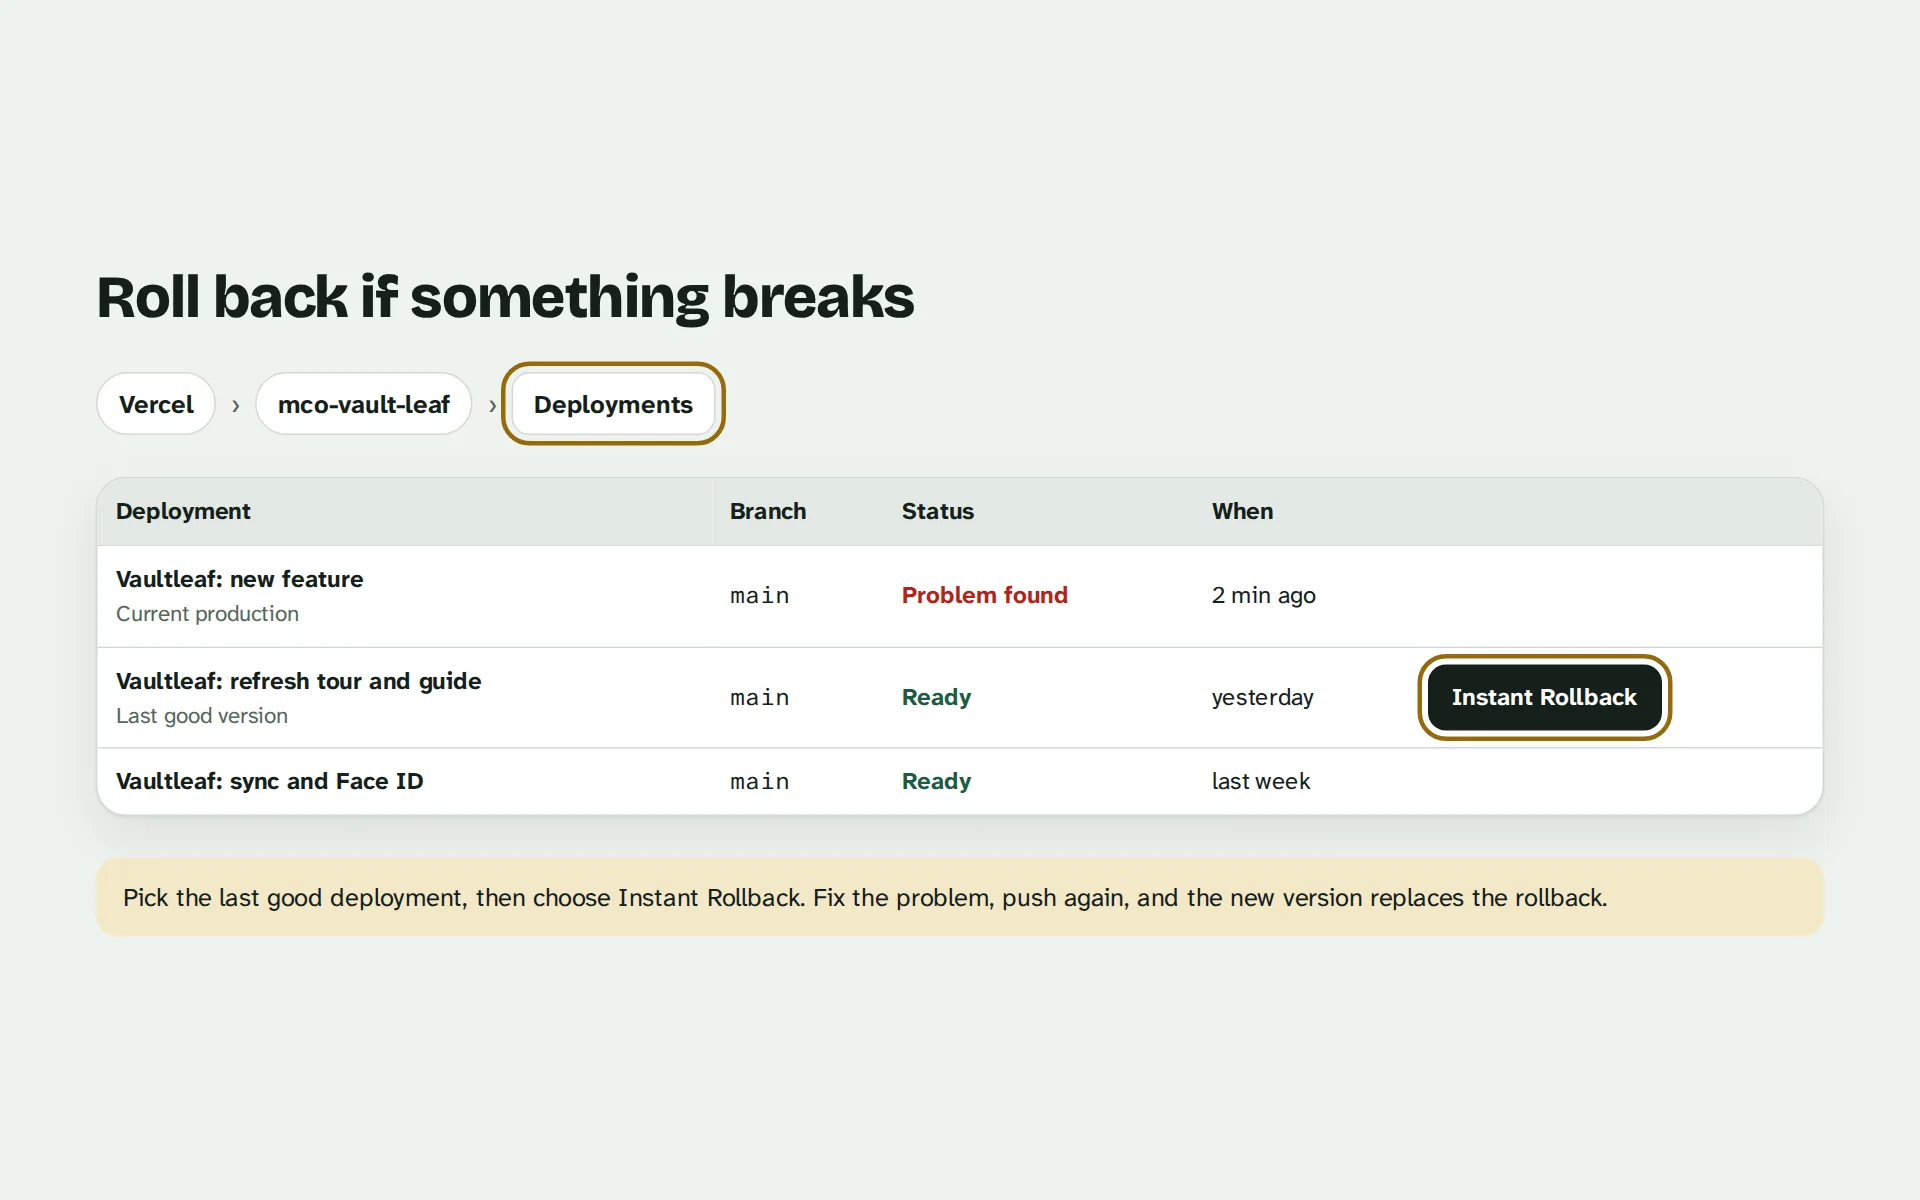 Roll back if something breaks
Vercel › mco-vault-leaf › Deployments
Deployment Branch Status When
Vaultleaf: new feature
Current production
main Problem found 2 min ago
Vaultleaf: refresh tour and guide
Last good version
main Ready yesterday Instant Rollback
Vaultleaf: sync and Face ID main Ready last week
Pick the last good deployment, then choose Instant Rollback. Fix the problem, push again, and the new version replaces the rollback.